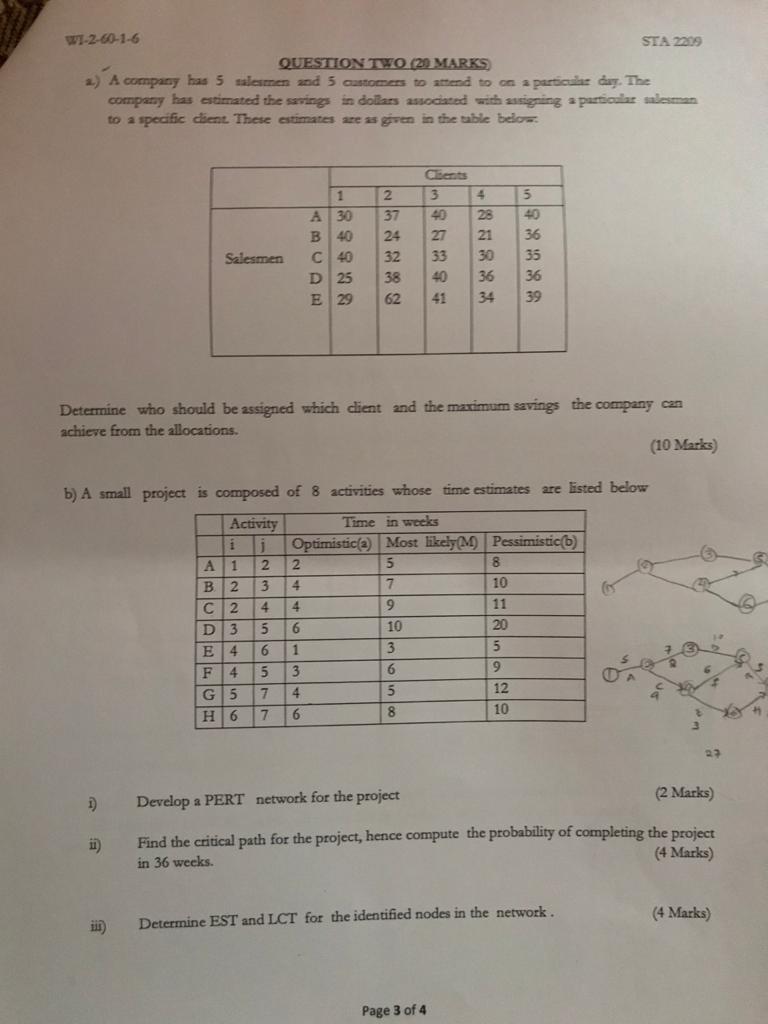 WI-2-60-1-6 STA 2209
QUESTION TWO (20 MARKS)
a.) A company has 5 salesmen and 5 customers to attend to on a particular day. The
company has estimated the savings in dollars associated with assigning a particular salesman
to a specific client. These estimates are as given in the table below:
Clients
1 2 3 4 5
A 30 37 40 28 40
B 40 24 27 21 36
Salesmen C 40 32 33 30 35
D 25 38 40 36 36
E 29 62 41 34 39
Determine who should be assigned which client and the maximum savings the company can
achieve from the allocations.
(10 Marks)
b) A small project is composed of 8 activities whose time estimates are listed below
Activity Time in weeks
i j Optimistic(a) Most likely(M) Pessimistic(b)
A 1 2 2 5 8
B 2 3 4 7 10
C 2 4 4 9 11
D 3 5 6 10 20
E 4 6 1 3 5
F 4 5 3 6 9
G 5 7 4 5 12
H 6 7 6 8 10
27
i) Develop a PERT network for the project (2 Marks)
ii) Find the critical path for the project, hence compute the probability of completing the project
in 36 weeks. (4 Marks)
iii) Determine EST and LCT for the identified nodes in the network . (4 Marks)
Page 3 of 4